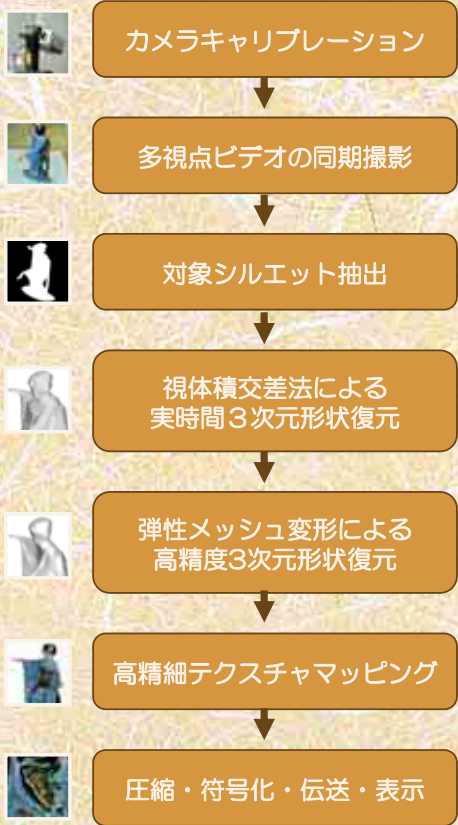 カメラキャリブレーション
多視点ビデオの同期撮影
対象シルエット抽出
視体積交差法による
実時間３次元形状復元
弾性メッシュ変形による
高精度3次元形状復元
高精細テクスチャマッピング
圧縮・符号化・伝送・表示